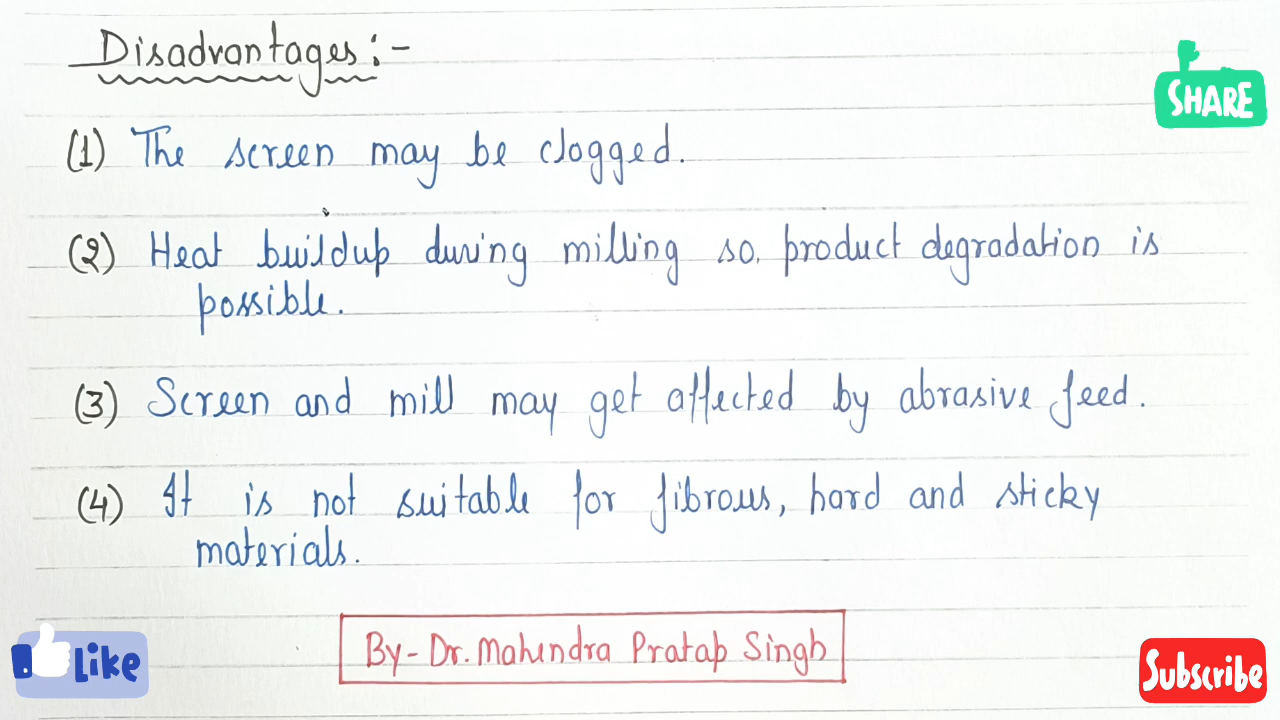 Disadvantages:-
SHARE
(1) The screen may be clogged.
(2) Heat buildup during milling so, product degradation is
possible.
(3) Screen and mill may get affected by abrasive feed.
(4) It is not suitable for fibrous, hard and sticky
materials.
By- Dr. Mahendra Pratap Singh
Like
Subscribe